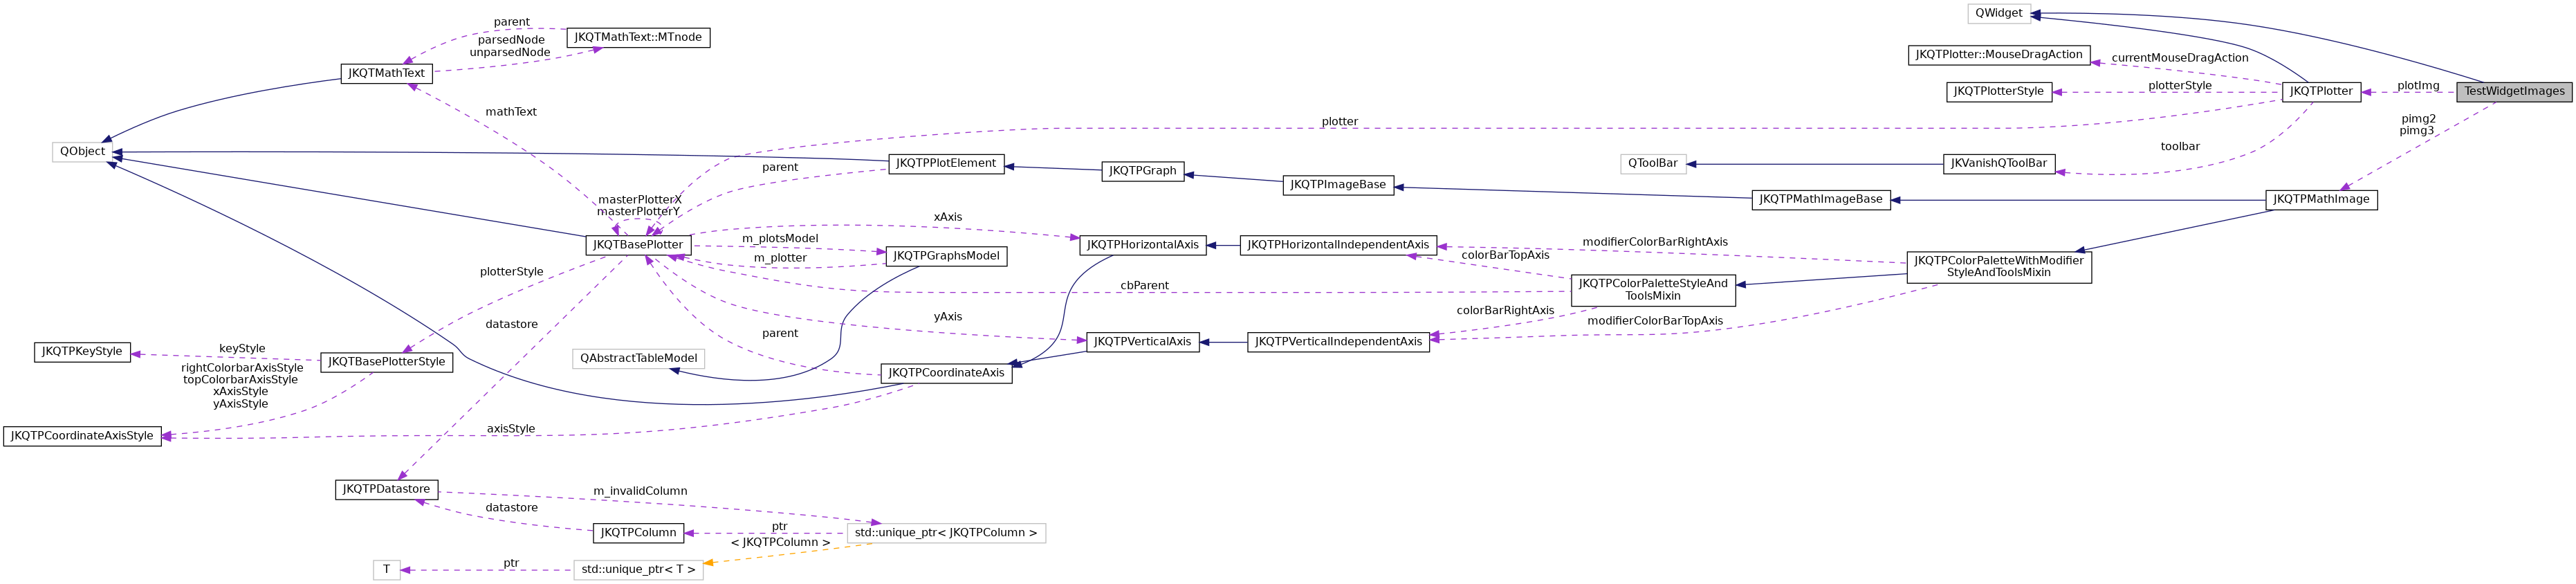 QWidget
parent
JKQTMathText::MTnode
parsedNode
unparsedNode
JKQTPlotter::MouseDragAction
currentMouseDragAction
JKQTMathText
JKQTPlotterStyle
plotterStyle
JKQTPlotter
plotImg
TestWidgetImages
mathText
plotter
pimg2
pimg3
QObject
JKQTPPlotElement
parent
JKQTPGraph
QToolBar
JKVanishQToolBar
toolbar
JKQTPImageBase
masterPlotterX
masterPlotterY
JKQTPMathImageBase
JKQTPMathImage
xAxis
JKQTBasePlotter
m_plotsModel
m_plotter
JKQTPGraphsModel
JKQTPHorizontalAxis
JKQTPHorizontalIndependentAxis
modifierColorBarRightAxis
colorBarTopAxis
JKQTPColorPaletteWithModifier
StyleAndToolsMixin
plotterStyle
cbParent
JKQTPColorPaletteStyleAnd
ToolsMixin
datastore
parent
yAxis
colorBarRightAxis
modifierColorBarTopAxis
JKQTPKeyStyle
keyStyle
JKQTBasePlotterStyle
QAbstractTableModel
JKQTPVerticalAxis
JKQTPVerticalIndependentAxis
rightColorbarAxisStyle
topColorbarAxisStyle
xAxisStyle
yAxisStyle
JKQTPCoordinateAxis
JKQTPCoordinateAxisStyle
axisStyle
JKQTPDatastore
m_invalidColumn
datastore
JKQTPColumn
ptr
std::unique_ptr< JKQTPColumn >
< JKQTPColumn >
T
ptr
std::unique_ptr< T >